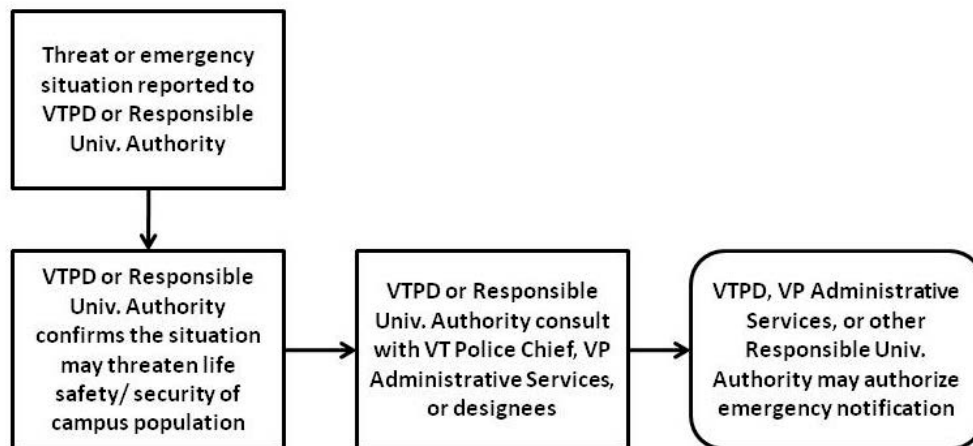 Threat or emergency
situation reported to
VTPD or Responsible
Univ. Authority
VTPD or Responsible
Univ. Authority
confirms the situation
may threaten life
safety/ security of
campus population
VTPD or Responsible
Univ. Authority consult
with VT Police Chief, VP
Administrative Services,
or designees
VTPD, VP Administrative
Services, or other
Responsible Univ.
Authority may authorize
emergency notification